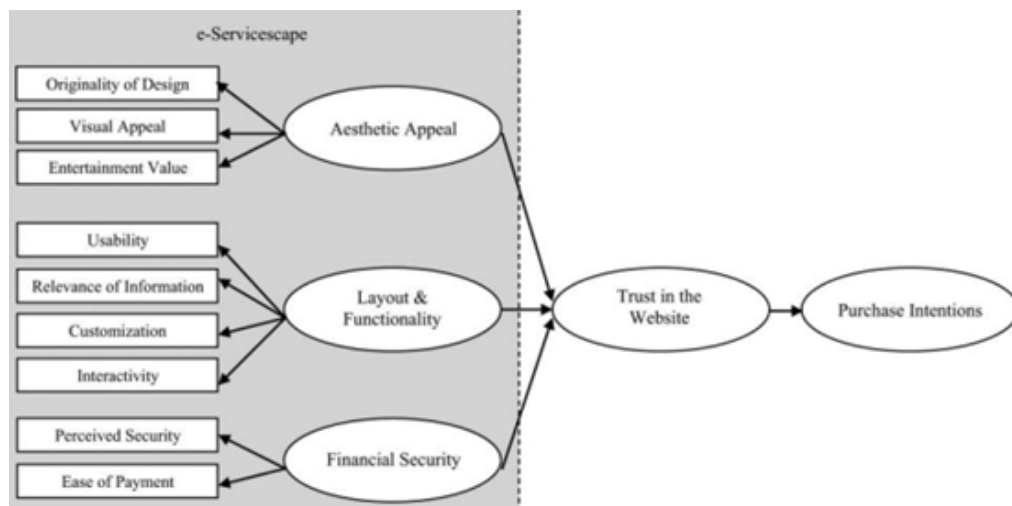 e-Servicescape
Originality of Design
Visual Appeal
Entertainment Value
Aesthetic Appeal
Usability
Relevance of Information
Customization
Interactivity
Layout &
Functionality
Trust in the
Website
Purchase Intentions
Perceived Security
Ease of Payment
Financial Security